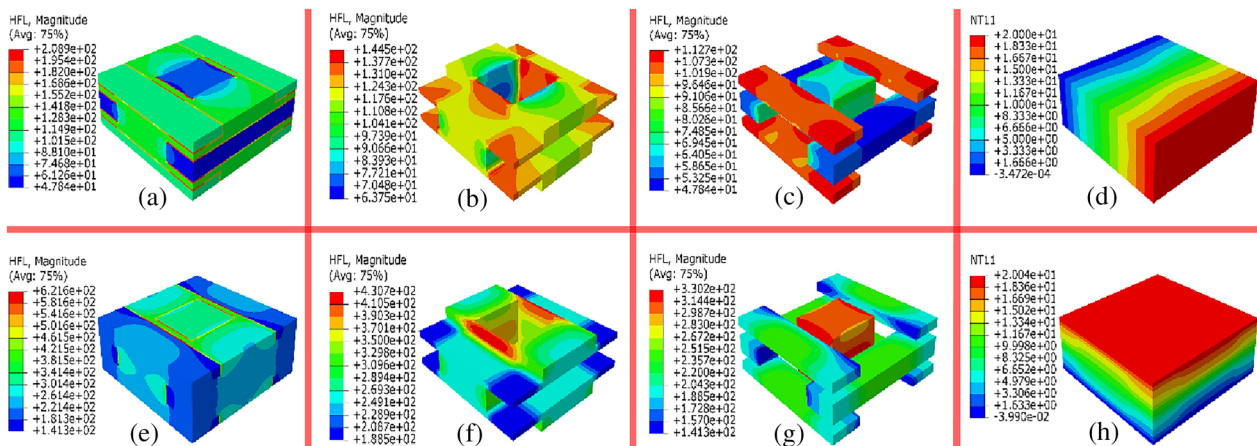 HFL, Magnitude
(Avg: 75%)
+2.089e+02
+1.954e+02
+1.820e+02
+1.686e+02
+1.552e+02
+1.418e+02
+1.283e+02
+1.149e+02
+1.015e+02
+8.810e+01
+7.468e+01
+6.126e+01
+4.784e+01
(a)
HFL, Magnitude
(Avg: 75%)
+1.445e+02
+1.377e+02
+1.310e+02
+1.243e+02
+1.176e+02
+1.108e+02
+1.041e+02
+9.739e+01
+9.066e+01
+8.393e+01
+7.721e+01
+7.048e+01
+6.375e+01
(b)
HFL, Magnitude
(Avg: 75%)
+1.127e+02
+1.073e+02
+1.019e+02
+9.646e+01
+9.106e+01
+8.566e+01
+8.026e+01
+7.485e+01
+6.945e+01
+6.405e+01
+5.865e+01
+5.325e+01
+4.784e+01
(c)
NT11
+2.000e+01
+1.833e+01
+1.667e+01
+1.500e+01
+1.333e+01
+1.167e+01
+1.000e+01
+8.333e+00
+6.666e+00
+5.000e+00
+3.333e+00
+1.666e+00
-3.472e-04
(d)
HFL, Magnitude
(Avg: 75%)
+6.216e+02
+5.816e+02
+5.416e+02
+5.016e+02
+4.615e+02
+4.215e+02
+3.815e+02
+3.414e+02
+3.014e+02
+2.614e+02
+2.214e+02
+1.813e+02
+1.413e+02
(e)
HFL, Magnitude
(Avg: 75%)
+4.307e+02
+4.105e+02
+3.903e+02
+3.701e+02
+3.500e+02
+3.298e+02
+3.096e+02
+2.894e+02
+2.693e+02
+2.491e+02
+2.289e+02
+2.087e+02
+1.885e+02
(f)
HFL, Magnitude
(Avg: 75%)
+3.302e+02
+3.144e+02
+2.987e+02
+2.830e+02
+2.672e+02
+2.515e+02
+2.357e+02
+2.200e+02
+2.043e+02
+1.885e+02
+1.728e+02
+1.570e+02
+1.413e+02
(g)
NT11
+2.004e+01
+1.836e+01
+1.669e+01
+1.502e+01
+1.334e+01
+1.167e+01
+9.998e+00
+8.325e+00
+6.652e+00
+4.979e+00
+3.306e+00
+1.633e+00
-3.990e-02
(h)